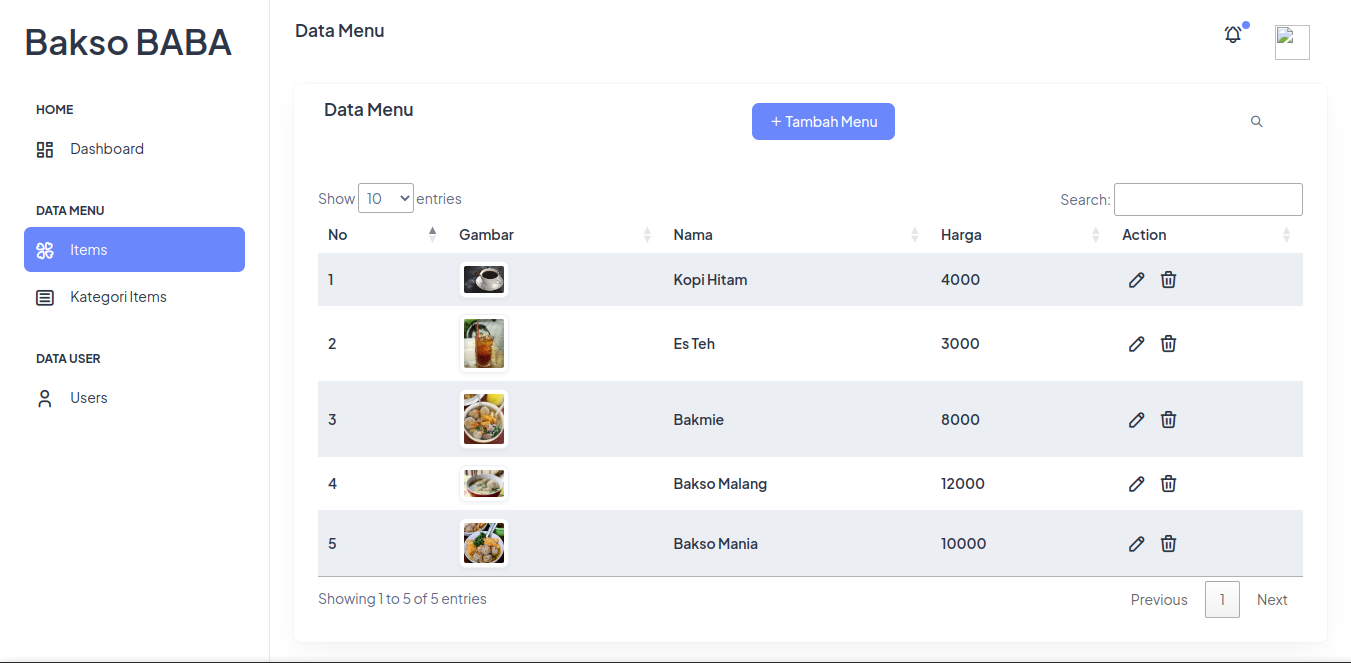 Bakso BABA
HOME
Dashboard
DATA MENU
Items
Kategori Items
DATA USER
Users
Data Menu
Data Menu
+ Tambah Menu
Show 10 entries
Search:
No Gambar Nama Harga Action
1 Kopi Hitam 4000
2 Es Teh 3000
3 Bakmie 8000
4 Bakso Malang 12000
5 Bakso Mania 10000
Showing 1 to 5 of 5 entries
Previous 1 Next